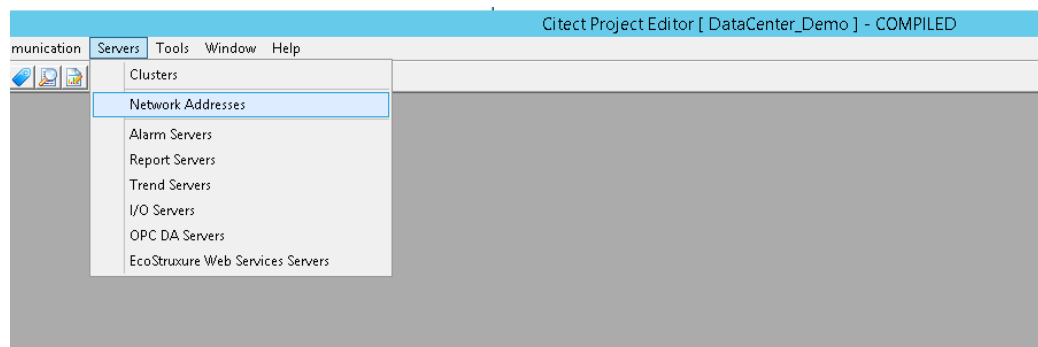 Citect Project Editor [ DataCenter_Demo ] - COMPILED
munication Servers Tools Window Help
Clusters
Network Addresses
Alarm Servers
Report Servers
Trend Servers
I/O Servers
OPC DA Servers
EcoStruxure Web Services Servers